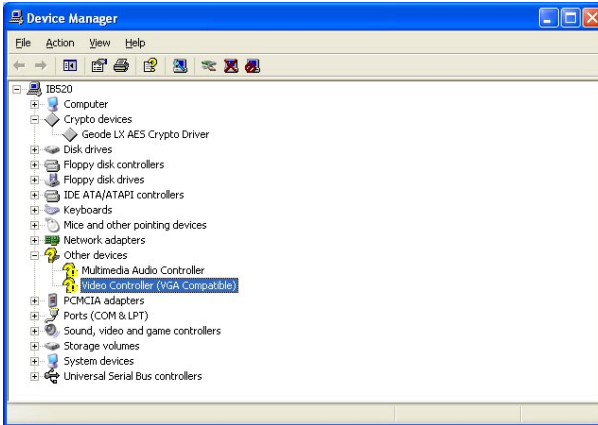 Device Manager
File Action View Help
IB520
Computer
Crypto devices
Geode LX AES Crypto Driver
Disk drives
Floppy disk controllers
Floppy disk drives
IDE ATA/ATAPI controllers
Keyboards
Mice and other pointing devices
Network adapters
Other devices
Multimedia Audio Controller
Video Controller (VGA Compatible)
PCMCIA adapters
Ports (COM & LPT)
Sound, video and game controllers
Storage volumes
System devices
Universal Serial Bus controllers